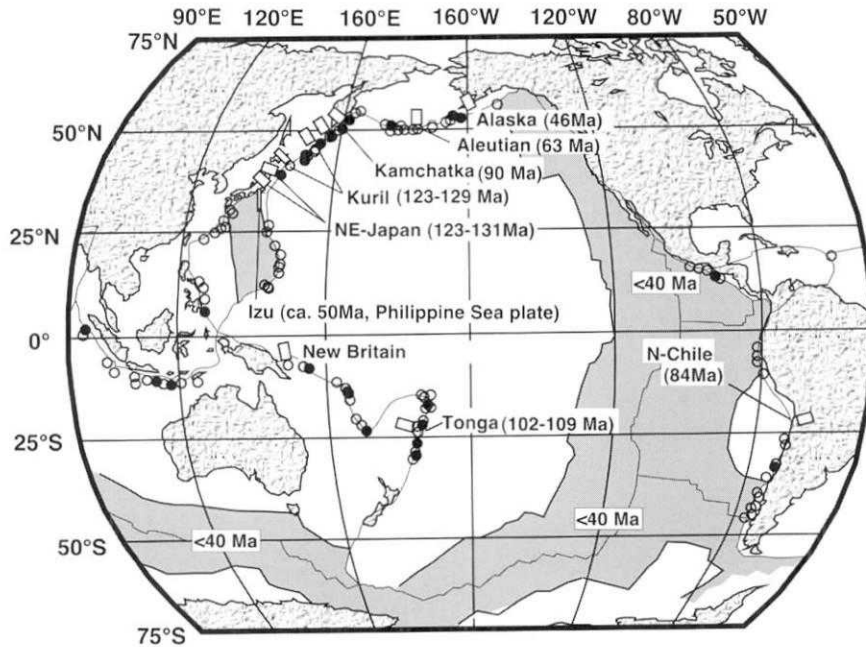 90°E 120°E 160°E 160°W 120°W 90°W 50°W
75°N
50°N
Alaska (46Ma)
Aleutian (63 Ma)
Kamchatka (90 Ma)
Kuril (123-129 Ma)
25°N
NE-Japan (123-131Ma)
<40 Ma
Izu (ca. 50Ma, Philippine Sea plate)
0°
New Britain
N-Chile
(84Ma)
Tonga (102-109 Ma)
25°S
<40 Ma
<40 Ma
50°S
75°S